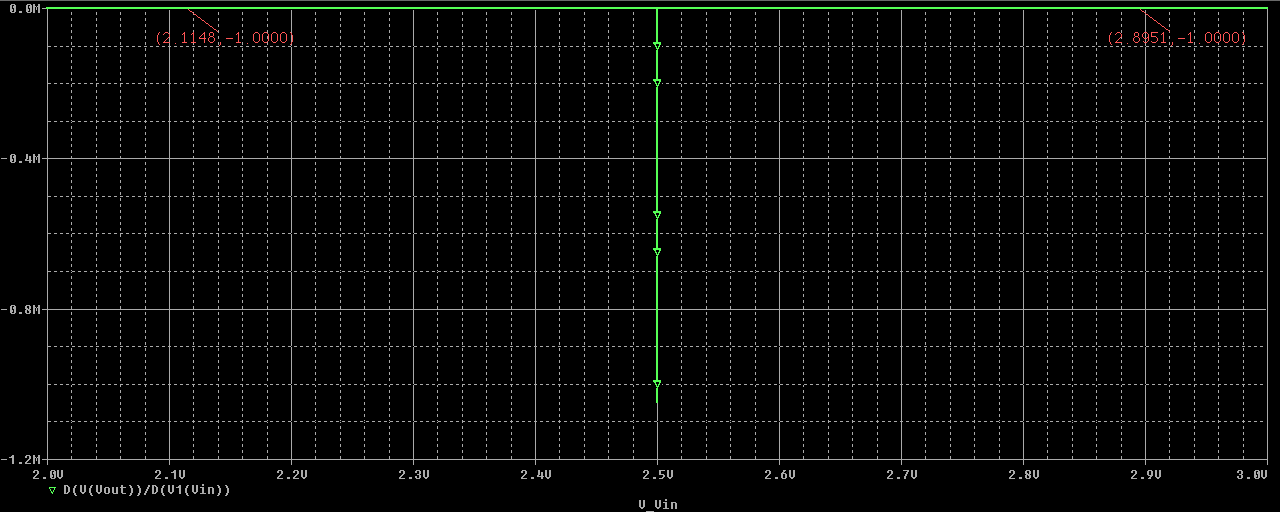 0.0M
(2.1148,-1.0000)
(2.8951,-1.0000)
-0.4M
-0.8M
-1.2M
2.0V 2.1V 2.2V 2.3V 2.4V 2.5V 2.6V 2.7V 2.8V 2.9V 3.0V
D(V(Vout))/D(V1(Vin))
V_Vin